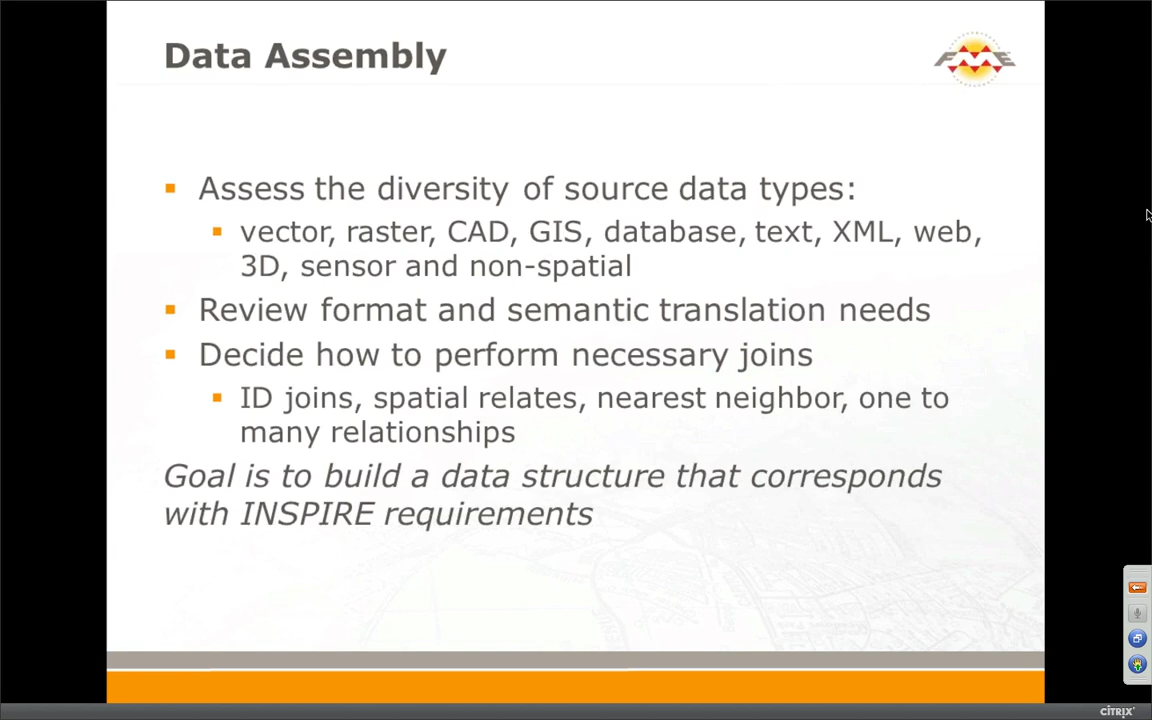 Data Assembly
FME
Assess the diversity of source data types:
vector, raster, CAD, GIS, database, text, XML, web,
3D, sensor and non-spatial
Review format and semantic translation needs
Decide how to perform necessary joins
ID joins, spatial relates, nearest neighbor, one to
many relationships
Goal is to build a data structure that corresponds
with INSPIRE requirements
CİTRIX